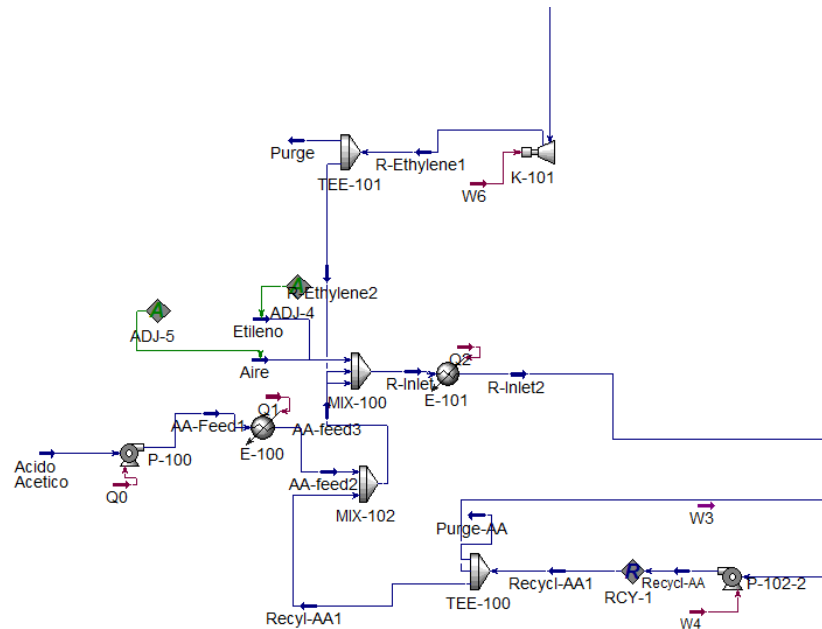 Purge
R-Ethylene1
TEE-101
K-101
W6
R-Ethylene2
A
A
ADJ-4
ADJ-5
Etileno
Aire
Q2
R-Inlet
R-Inlet2
MIX-100
E-101
Q1
AA-Feed1
AA-feed3
P-100
E-100
Acido
Acetico
Q0
AA-feed2
MIX-102
Purge-AA
W3
R
Recycl-AA1
Recycl-AA
P-102-2
TEE-100
RCY-1
Recyl-AA1
W4